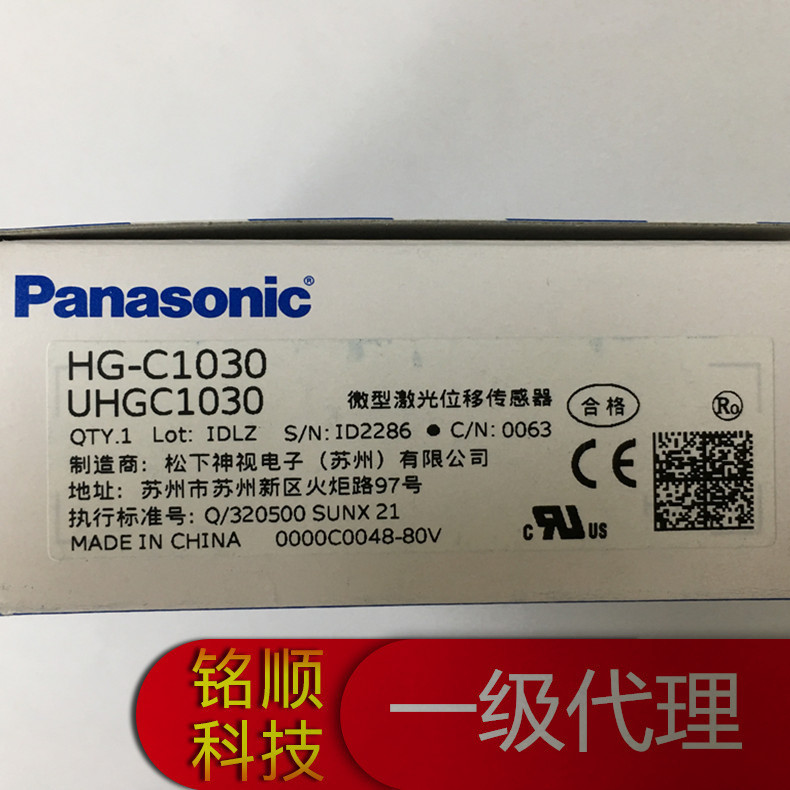 Panasonic®
HG-C1030
UHGC1030
微型激光位移传感器
合格
Ro
QTY.1 Lot: IDLZ S/N: ID2286 ● C/N: 0063
制造商：松下神视电子（苏州）有限公司
地址：苏州市苏州新区火炬路97号
执行标准号: Q/320500 SUNX 21
MADE IN CHINA 0000C0048-80V
CE
c RU US
铭顺
科技
一级代理